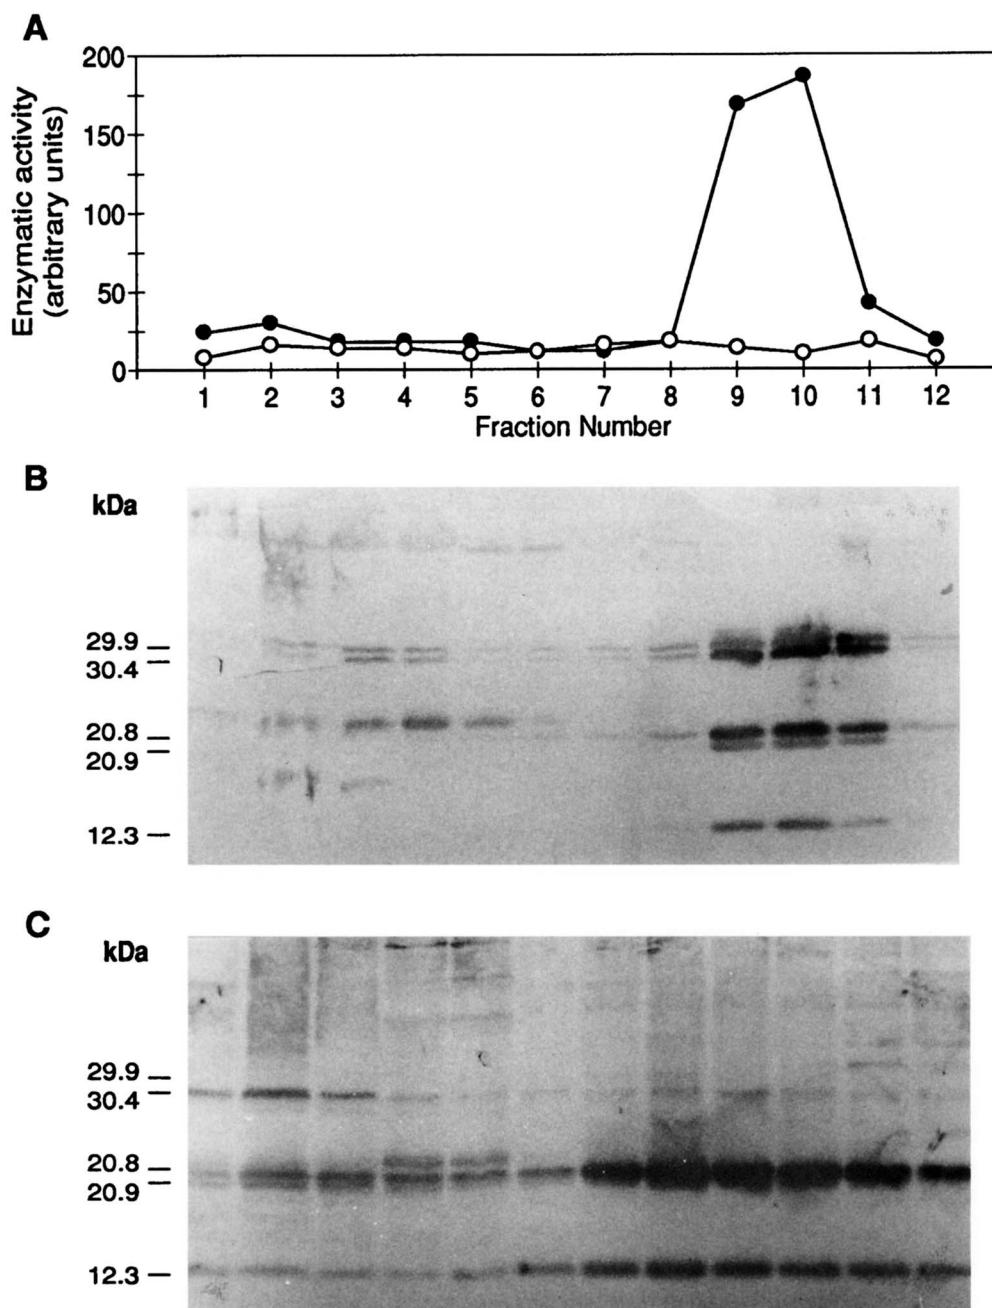 A
200
150
100
50
0
Enzymatic activity
(arbitrary units)
1 2 3 4 5 6 7 8 9 10 11 12
Fraction Number
B
kDa
29.9
30.4
20.8
20.9
12.3
C
kDa
29.9
30.4
20.8
20.9
12.3